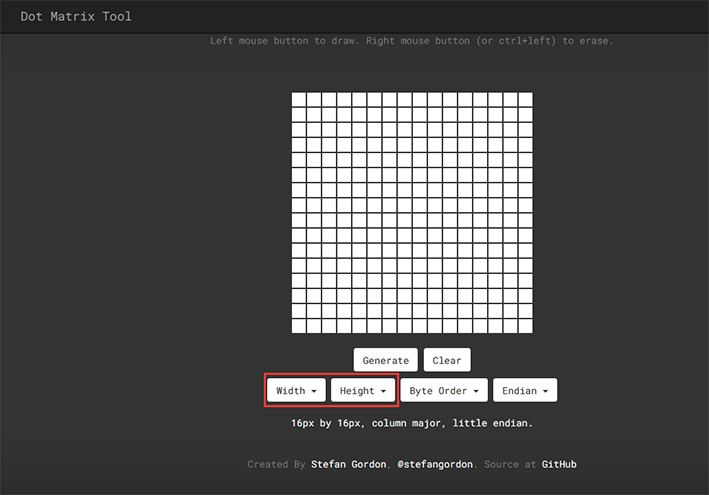 Dot Matrix Tool
Left mouse button to draw. Right mouse button (or ctrl+left) to erase.
Generate Clear
Width Height Byte Order Endian
16px by 16px, column major, little endian.
Created By Stefan Gordon, @stefangordon. Source at GitHub